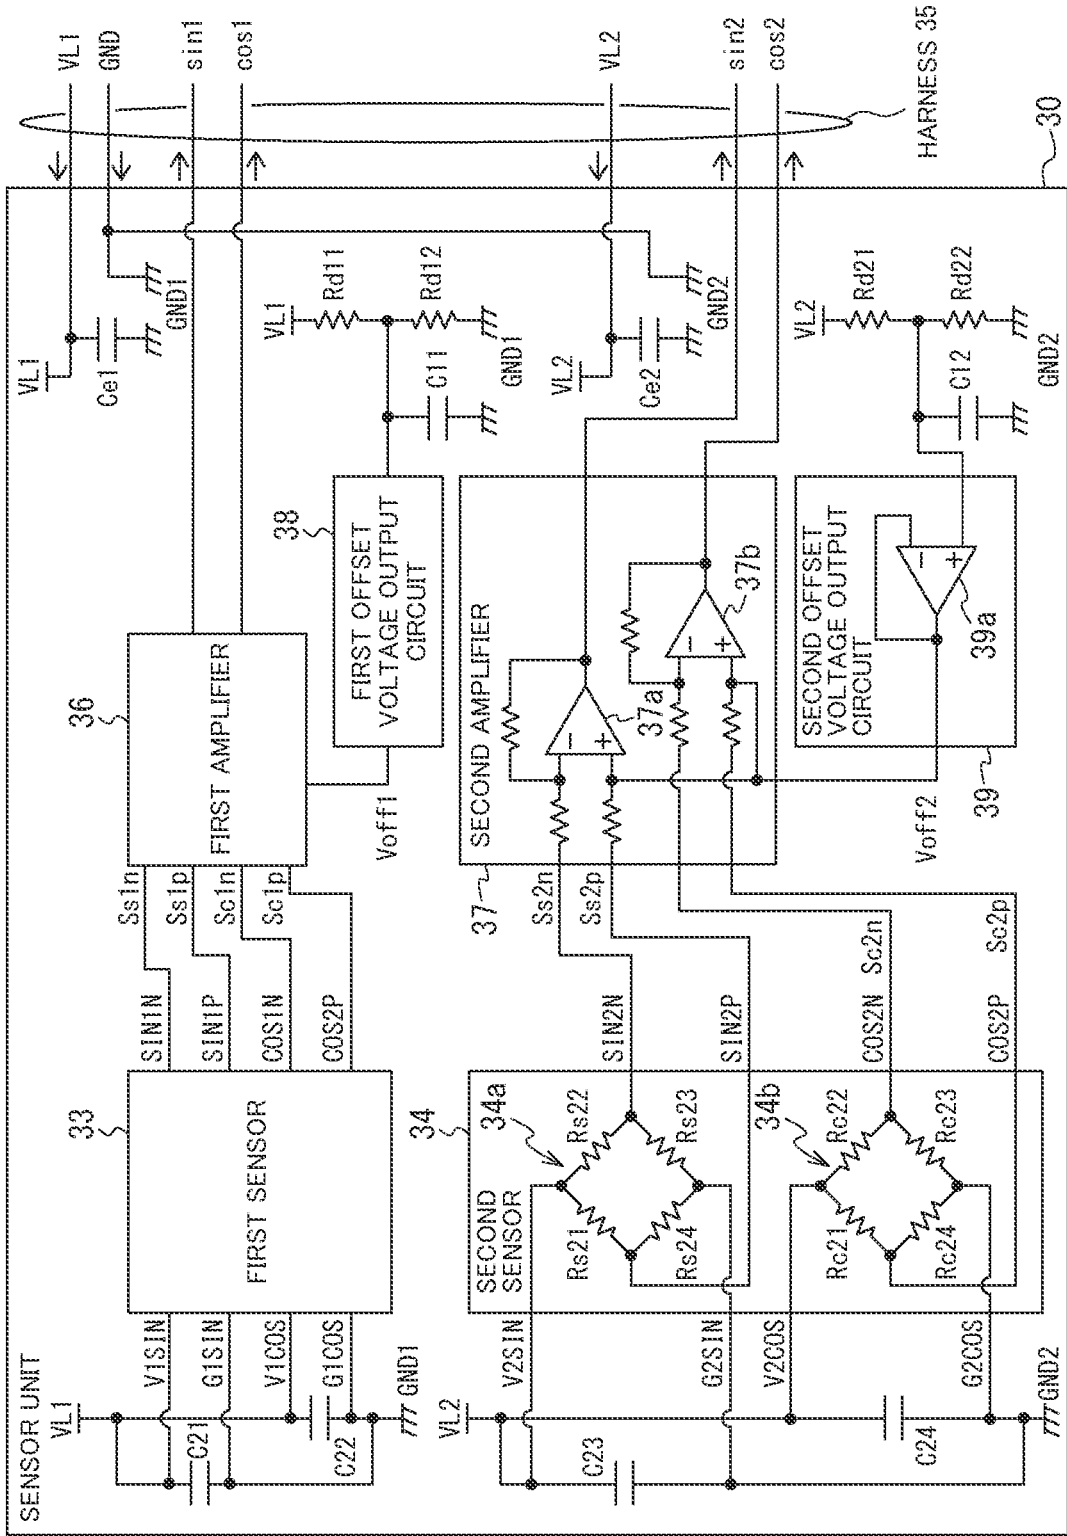 SENSOR UNIT
VL1
C21
C22
GND1
V1SIN
G1SIN
V1COS
G1COS
33
FIRST SENSOR
SIN1N
SIN1P
COS1N
COS2P
Ss1n
Ss1p
Sc1n
Sc1p
36
FIRST AMPLIFIER
Voff1
38
FIRST OFFSET
VOLTAGE OUTPUT
CIRCUIT
VL1
Ce1
GND1
VL1
Rd11
Rd12
C11
GND1
VL1
GND
sin1
cos1
VL2
C23
C24
GND2
V2SIN
G2SIN
V2COS
G2COS
34
SECOND
SENSOR
34a
Rs21
Rs22
Rs23
Rs24
34b
Rc21
Rc22
Rc23
Rc24
SIN2N
SIN2P
COS2N
COS2P
Ss2n
Ss2p
Sc2n
Sc2p
37
SECOND AMPLIFIER
37a
37b
− +
− +
Voff2
39
SECOND OFFSET
VOLTAGE OUTPUT
CIRCUIT
39a
− +
VL2
Ce2
GND2
VL2
Rd21
Rd22
C12
GND2
VL2
sin2
cos2
HARNESS 35
30